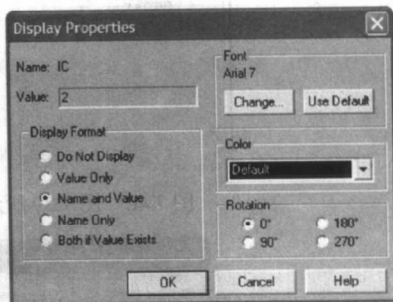 Display Properties
Name: IC
Value: 2
Display Format
Do Not Display
Value Only
Name and Value
Name Only
Both if Value Exists
Font
Arial 7
Change...
Use Default
Color
Default
Rotation
0° 180°
90° 270°
OK Cancel Help